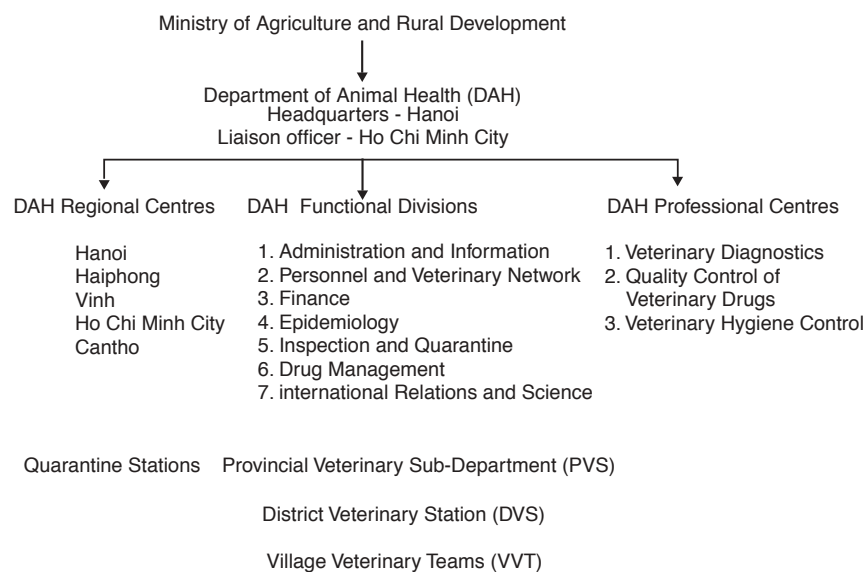 Ministry of Agriculture and Rural Development
Department of Animal Health (DAH)
Headquarters - Hanoi
Liaison officer - Ho Chi Minh City
DAH Regional Centres
Hanoi
Haiphong
Vinh
Ho Chi Minh City
Cantho
DAH Functional Divisions
1. Administration and Information
2. Personnel and Veterinary Network
3. Finance
4. Epidemiology
5. Inspection and Quarantine
6. Drug Management
7. international Relations and Science
DAH Professional Centres
1. Veterinary Diagnostics
2. Quality Control of
Veterinary Drugs
3. Veterinary Hygiene Control
Quarantine Stations
Provincial Veterinary Sub-Department (PVS)
District Veterinary Station (DVS)
Village Veterinary Teams (VVT)